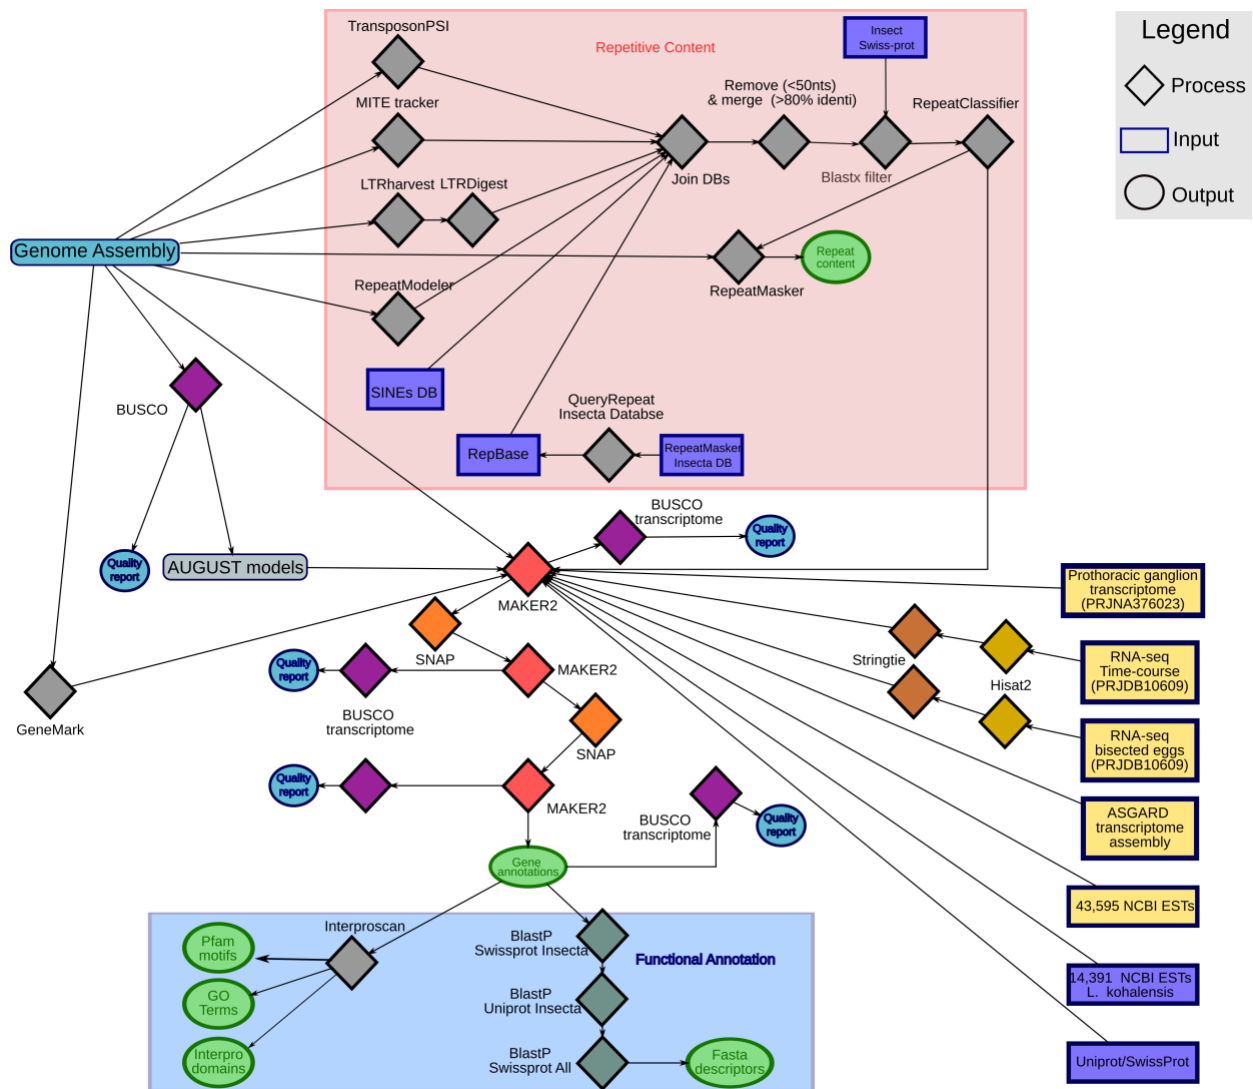 TransposonPSI
Repetitive Content
Insect
Swiss-prot
Legend
Process
Input
Output
MITE tracker
Remove (<50nts)
& merge  (>80% identi)
RepeatClassifier
Join DBs
Blastx filter
LTRharvest
LTRDigest
Genome Assembly
Repeat
content
RepeatMasker
RepeatModeler
SINEs DB
QueryRepeat
Insecta Databse
RepBase
RepeatMasker
Insecta DB
BUSCO
BUSCO
transcriptome
Quality
report
Quality
report
AUGUST models
MAKER2
Prothoracic ganglion
transcriptome
(PRJNA376023)
SNAP
Quality
report
MAKER2
BUSCO
transcriptome
Stringtie
Hisat2
RNA-seq
Time-course
(PRJDB10609)
GeneMark
SNAP
RNA-seq
bisected eggs
(PRJDB10609)
Quality
report
MAKER2
BUSCO
transcriptome
Quality
report
ASGARD
transcriptome
assembly
Gene
annotations
43,595 NCBI ESTs
Interproscan
Pfam
motifs
BlastP
Swissprot Insecta
Functional Annotation
14,391  NCBI ESTs
L.  kohalensis
GO
Terms
BlastP
Uniprot Insecta
Interpro
domains
BlastP
Swissprot All
Fasta
descriptors
Uniprot/SwissProt